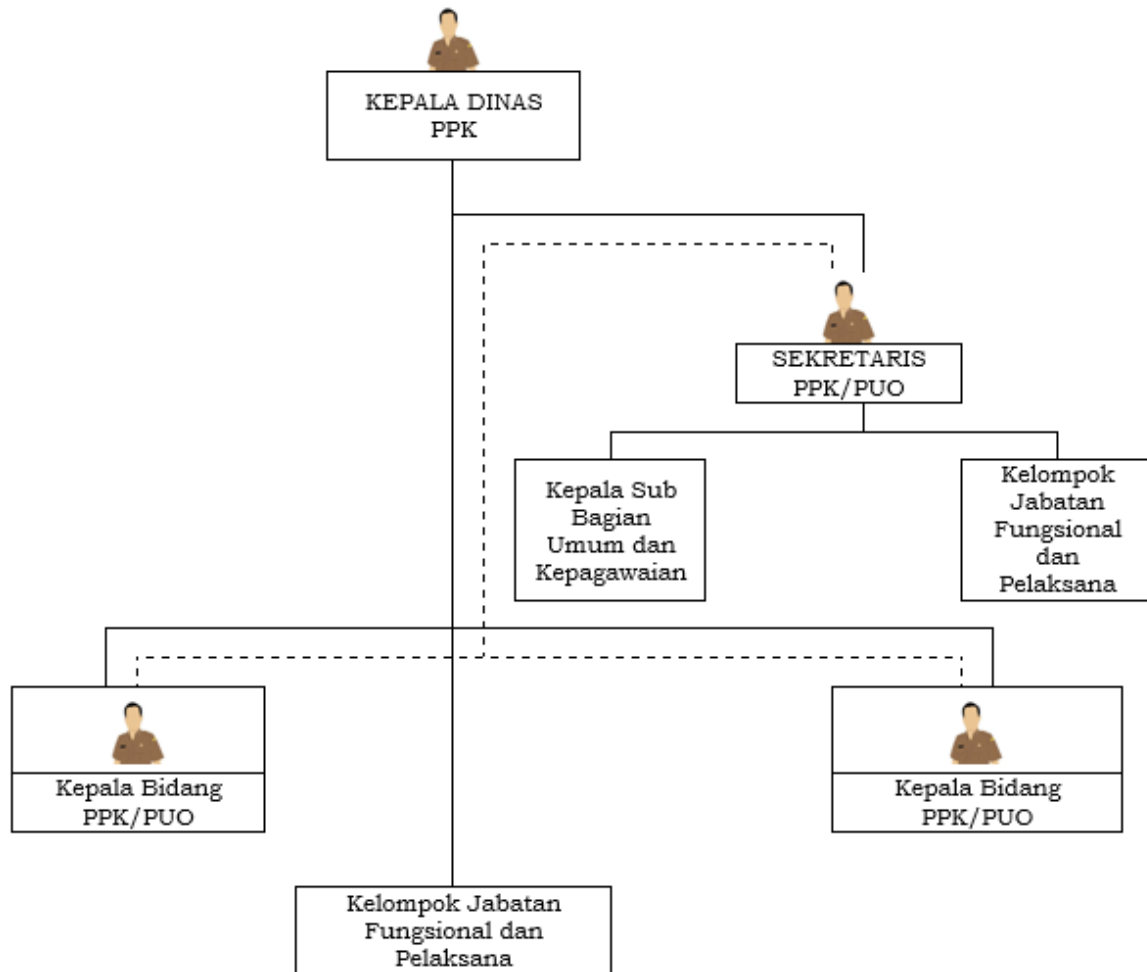 KEPALA DINAS
PPK
SEKRETARIS
PPK/PUO
Kepala Sub
Bagian
Umum dan
Kepagawaian
Kelompok
Jabatan
Fungsional
dan
Pelaksana
Kepala Bidang
PPK/PUO
Kepala Bidang
PPK/PUO
Kelompok Jabatan
Fungsional dan
Pelaksana